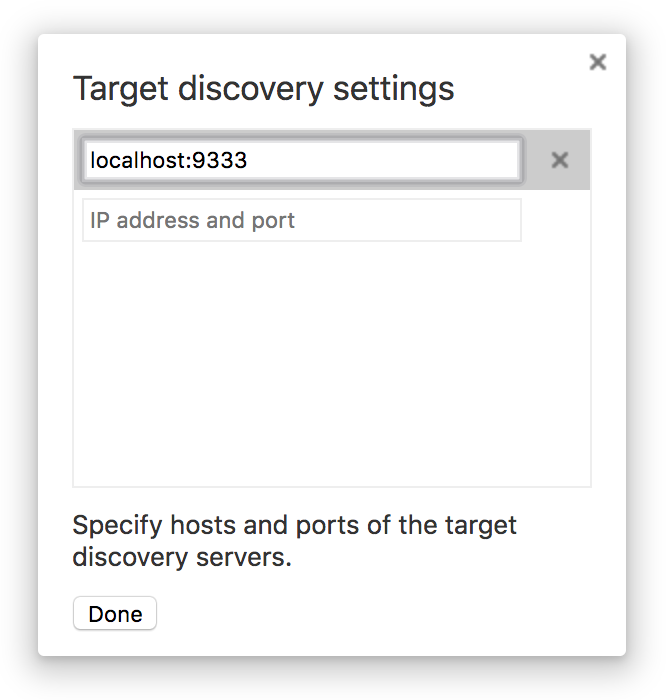 Target discovery settings
localhost:9333
IP address and port
Specify hosts and ports of the target
discovery servers.
Done